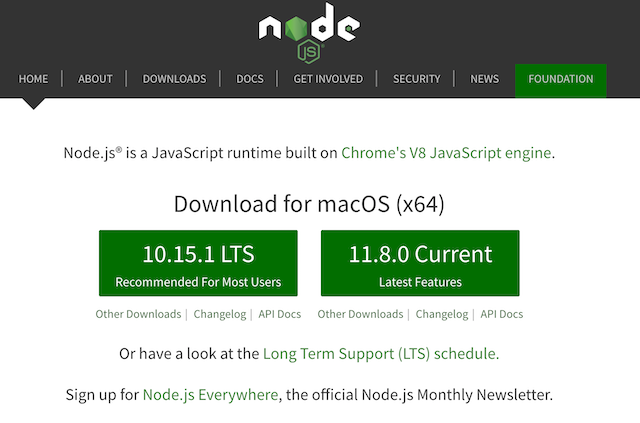 node
JS®
HOME | ABOUT | DOWNLOADS | DOCS | GET INVOLVED | SECURITY | NEWS FOUNDATION
Node.js® is a JavaScript runtime built on Chrome's V8 JavaScript engine.
Download for macOS (x64)
10.15.1 LTS 11.8.0 Current
Recommended For Most Users Latest Features
Other Downloads | Changelog | API Docs Other Downloads | Changelog | API Docs
Or have a look at the Long Term Support (LTS) schedule.
Sign up for Node.js Everywhere, the official Node.js Monthly Newsletter.